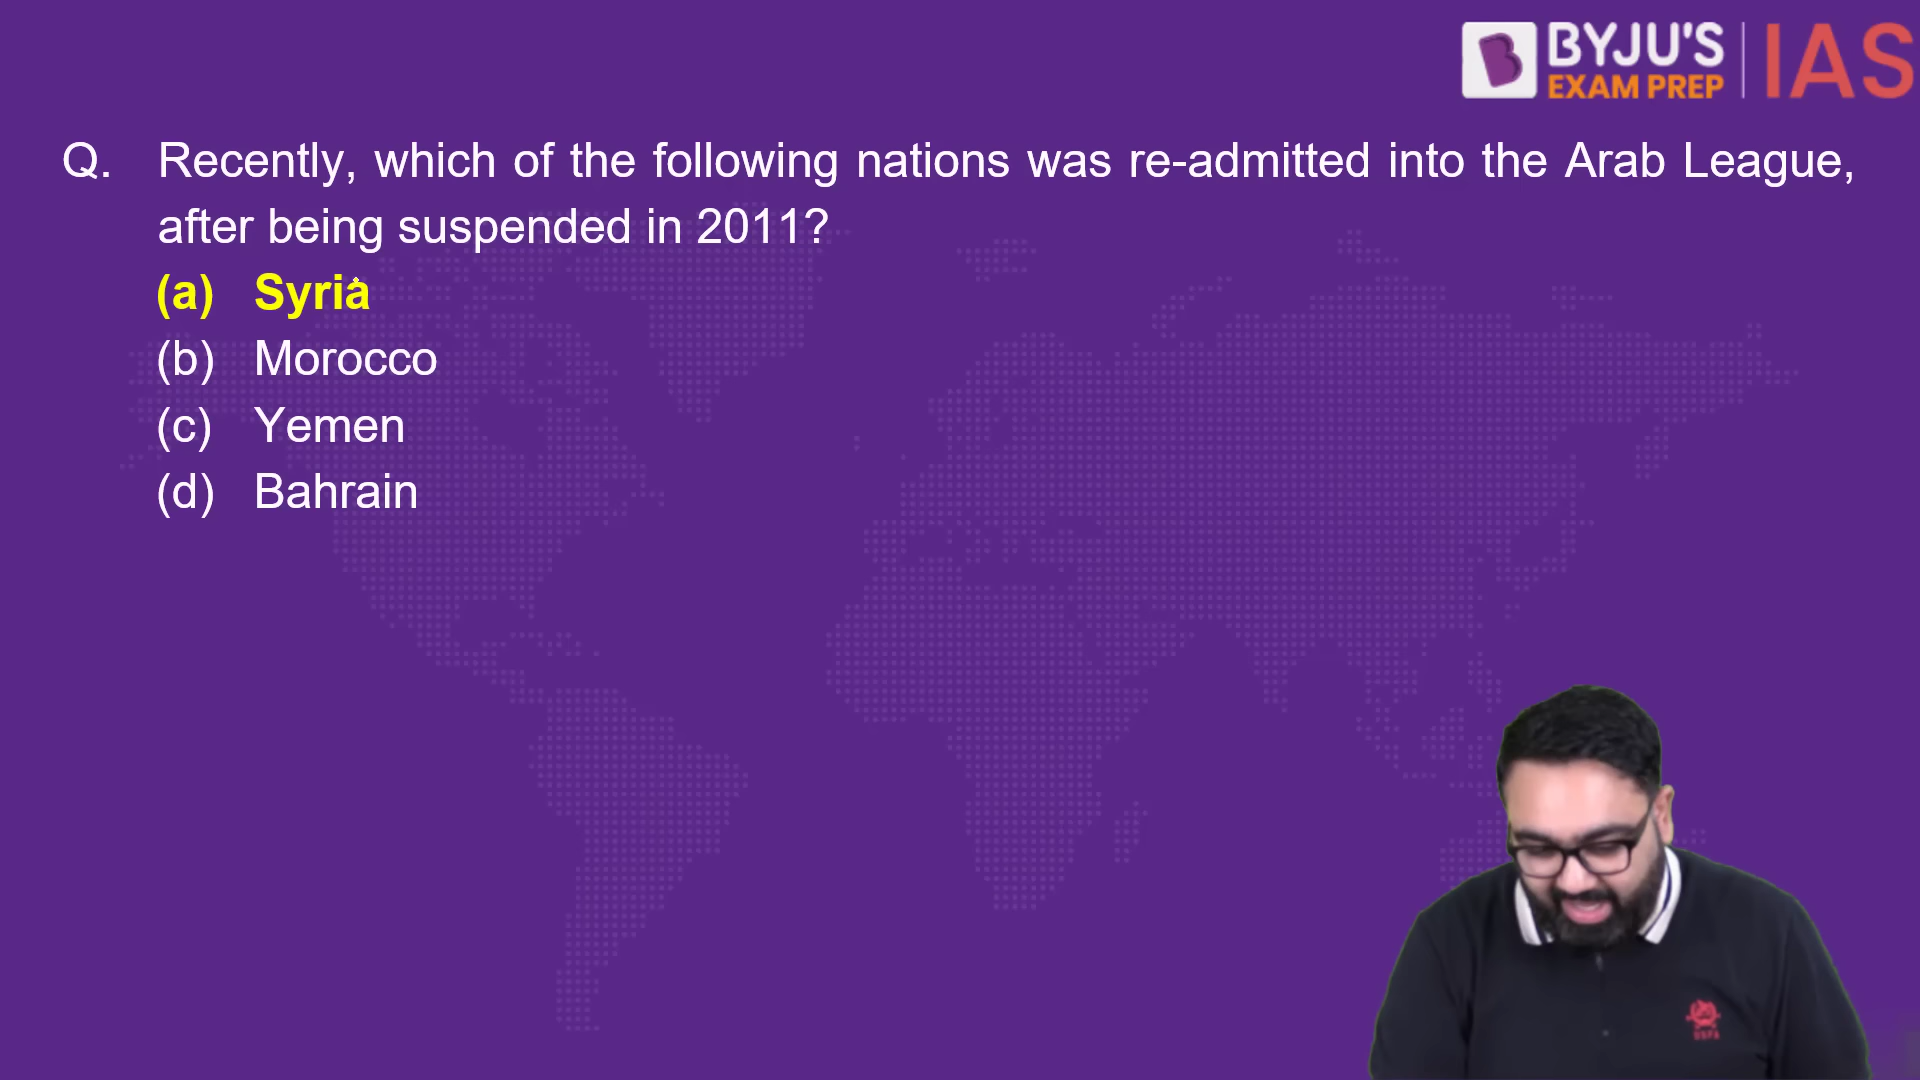 BYJU'S
EXAM PREP
IAS
Q. Recently, which of the following nations was re-admitted into the Arab League,
after being suspended in 2011?
(a) Syria
(b) Morocco
(c) Yemen
(d) Bahrain